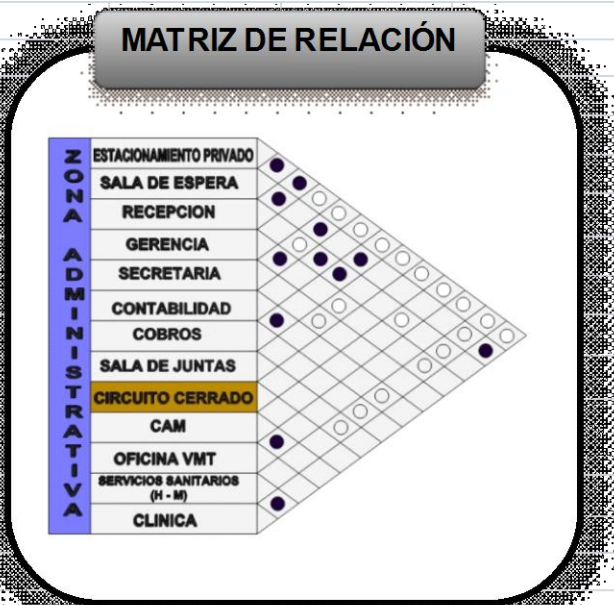 MATRIZ DE RELACIÓN
ZONA ADMINISTRATIVA
ESTACIONAMIENTO PRIVADO
SALA DE ESPERA
RECEPCION
GERENCIA
SECRETARIA
CONTABILIDAD
COBROS
SALA DE JUNTAS
CIRCUITO CERRADO
CAM
OFICINA VMT
SERVICIOS SANITARIOS
(H - M)
CLINICA